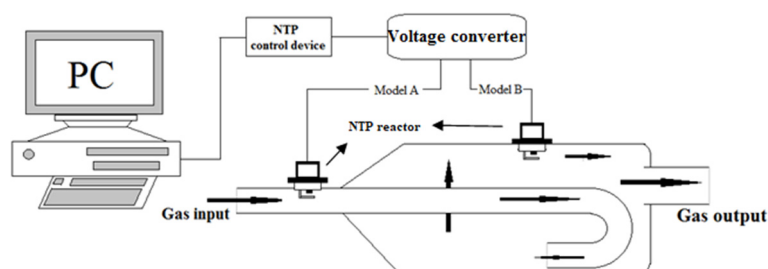 NTP
control device
Voltage converter
PC
Model A
Model B
NTP reactor
Gas input
Gas output